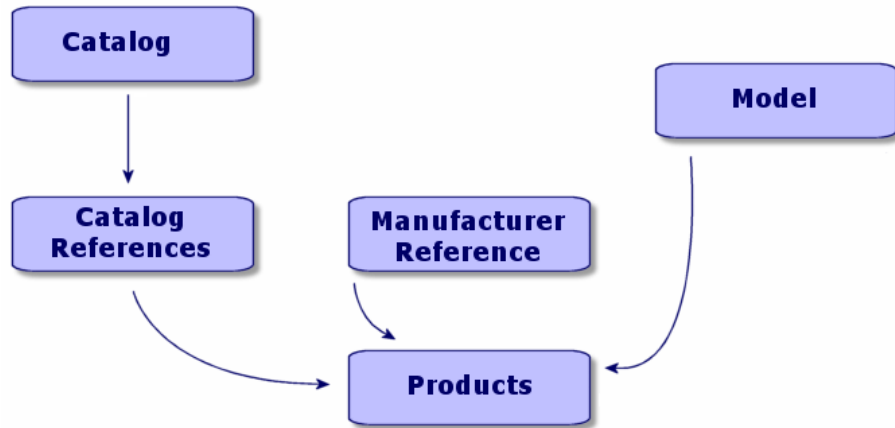 Catalog
Model
Catalog
References
Manufacturer
Reference
Products